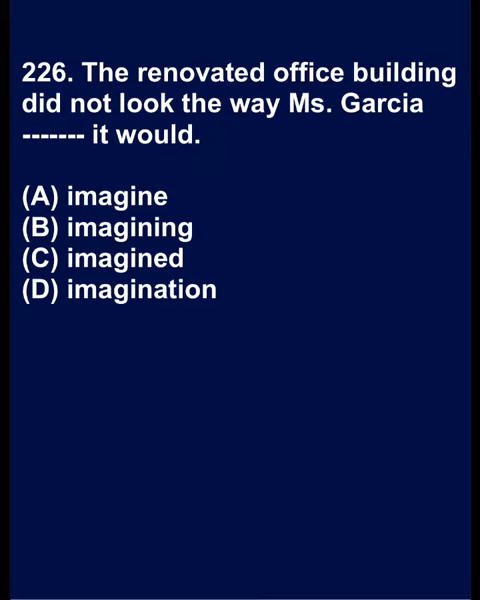 226. The renovated office building
did not look the way Ms. Garcia
------- it would.
(A) imagine
(B) imagining
(C) imagined
(D) imagination